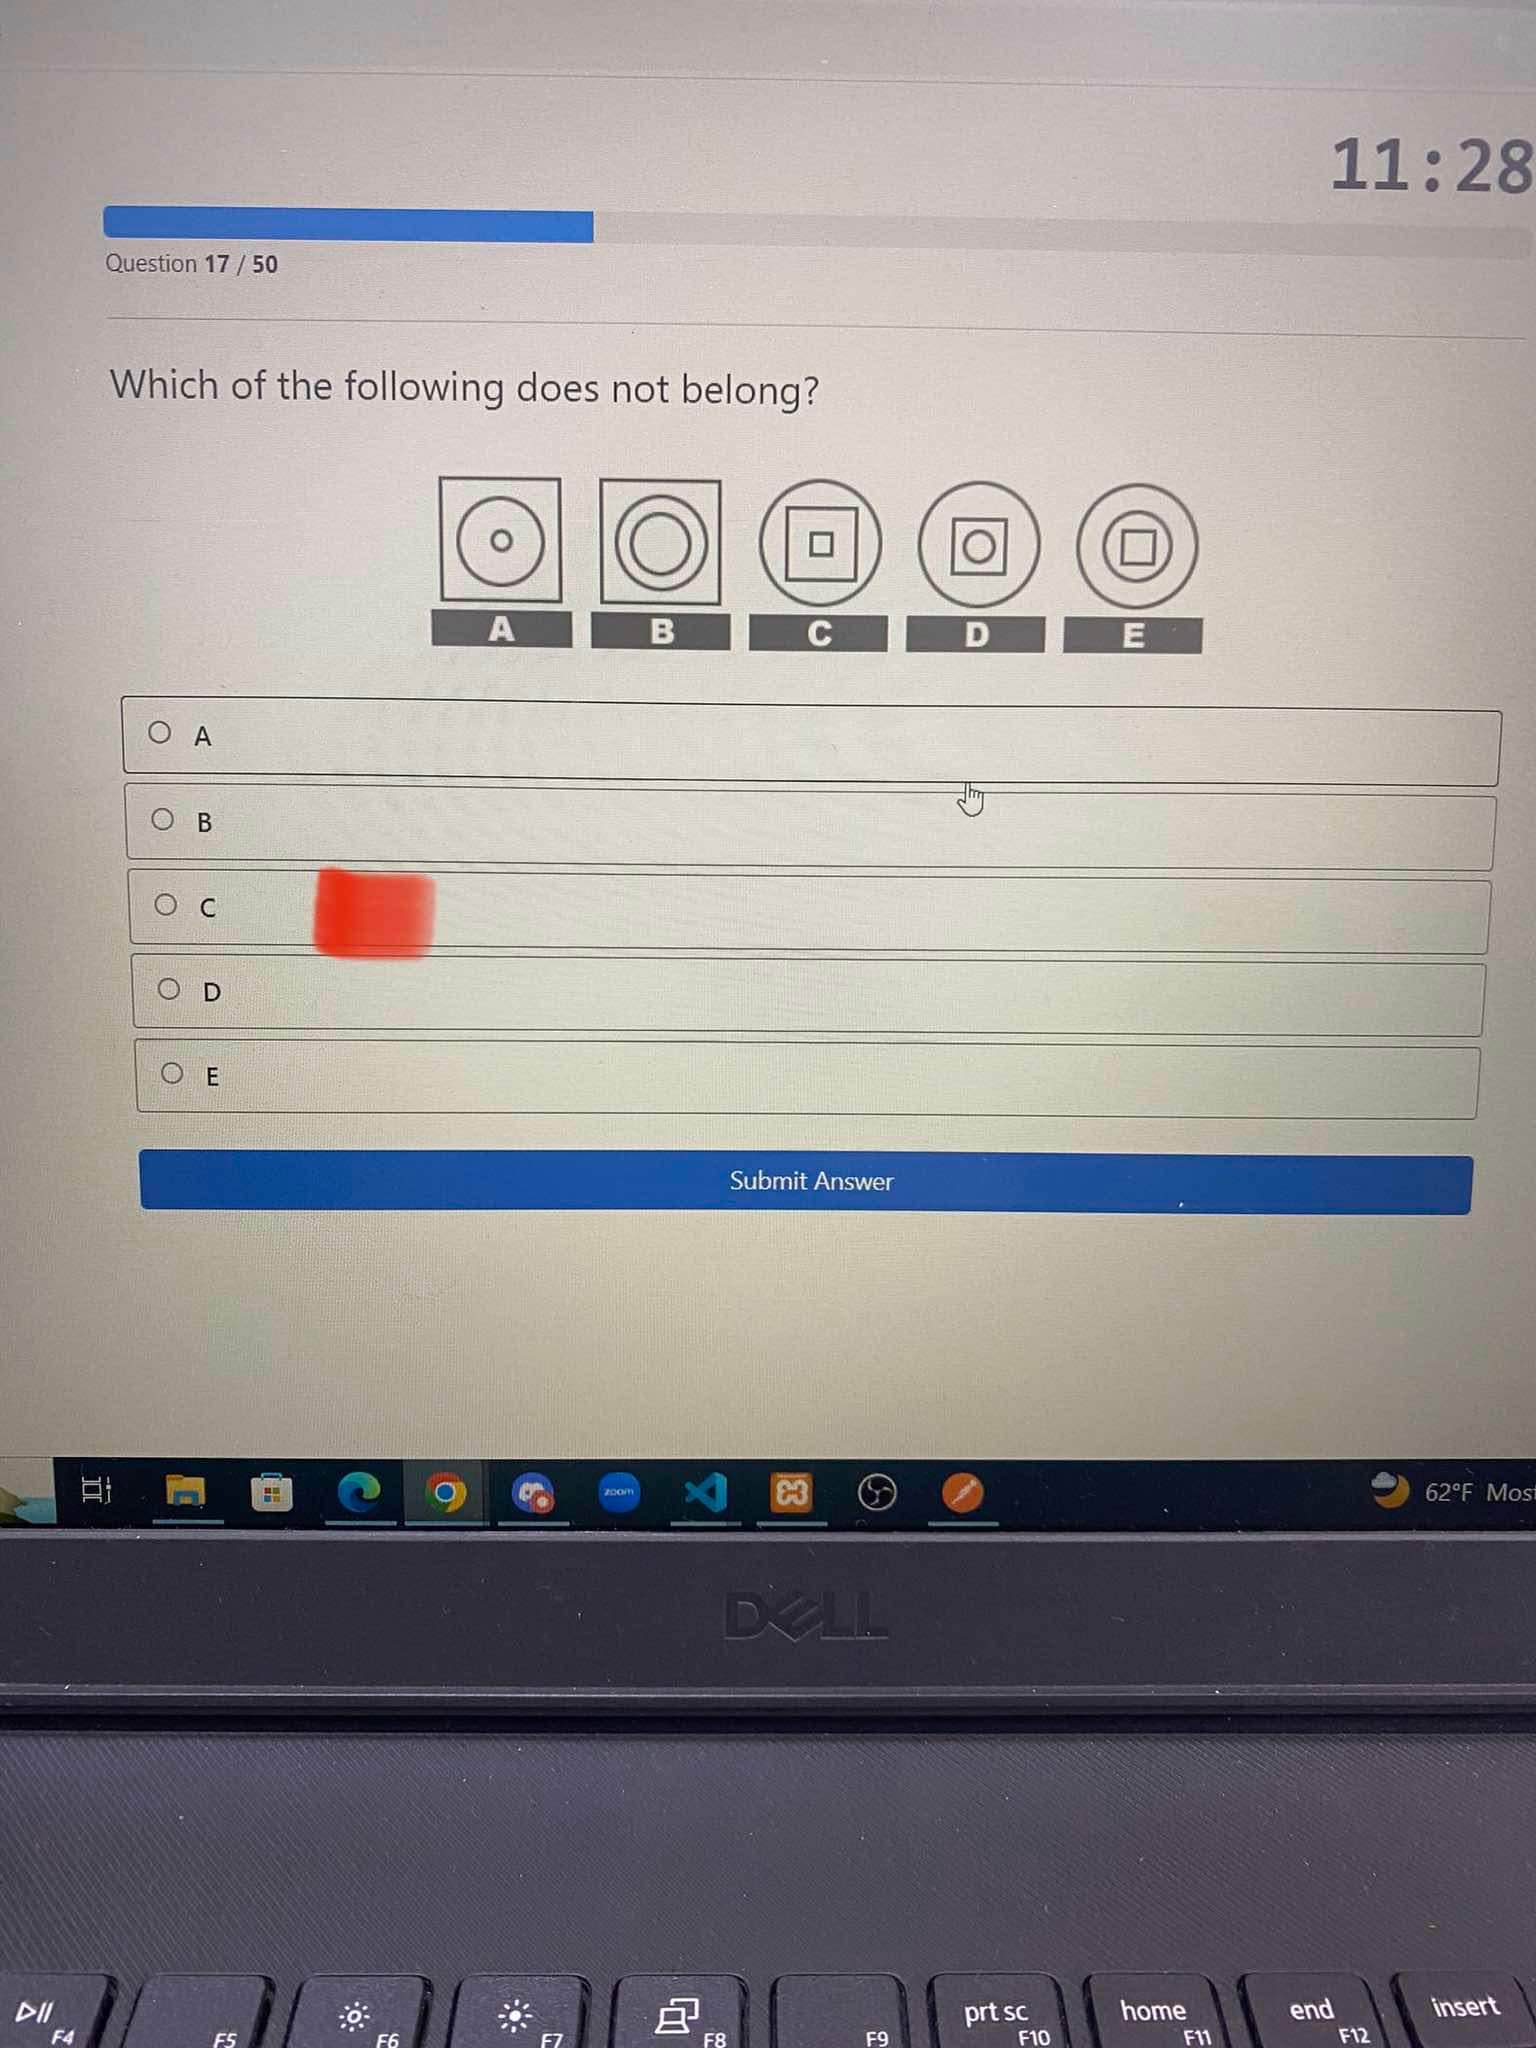 11:28
Question 17 / 50
Which of the following does not belong?
A B C D E
A
B
C
D
E
Submit Answer
zoom
62°F Most
DELL
F4
F5
F6
F7
F8
F9
prt sc F10
home F11
end F12
insert